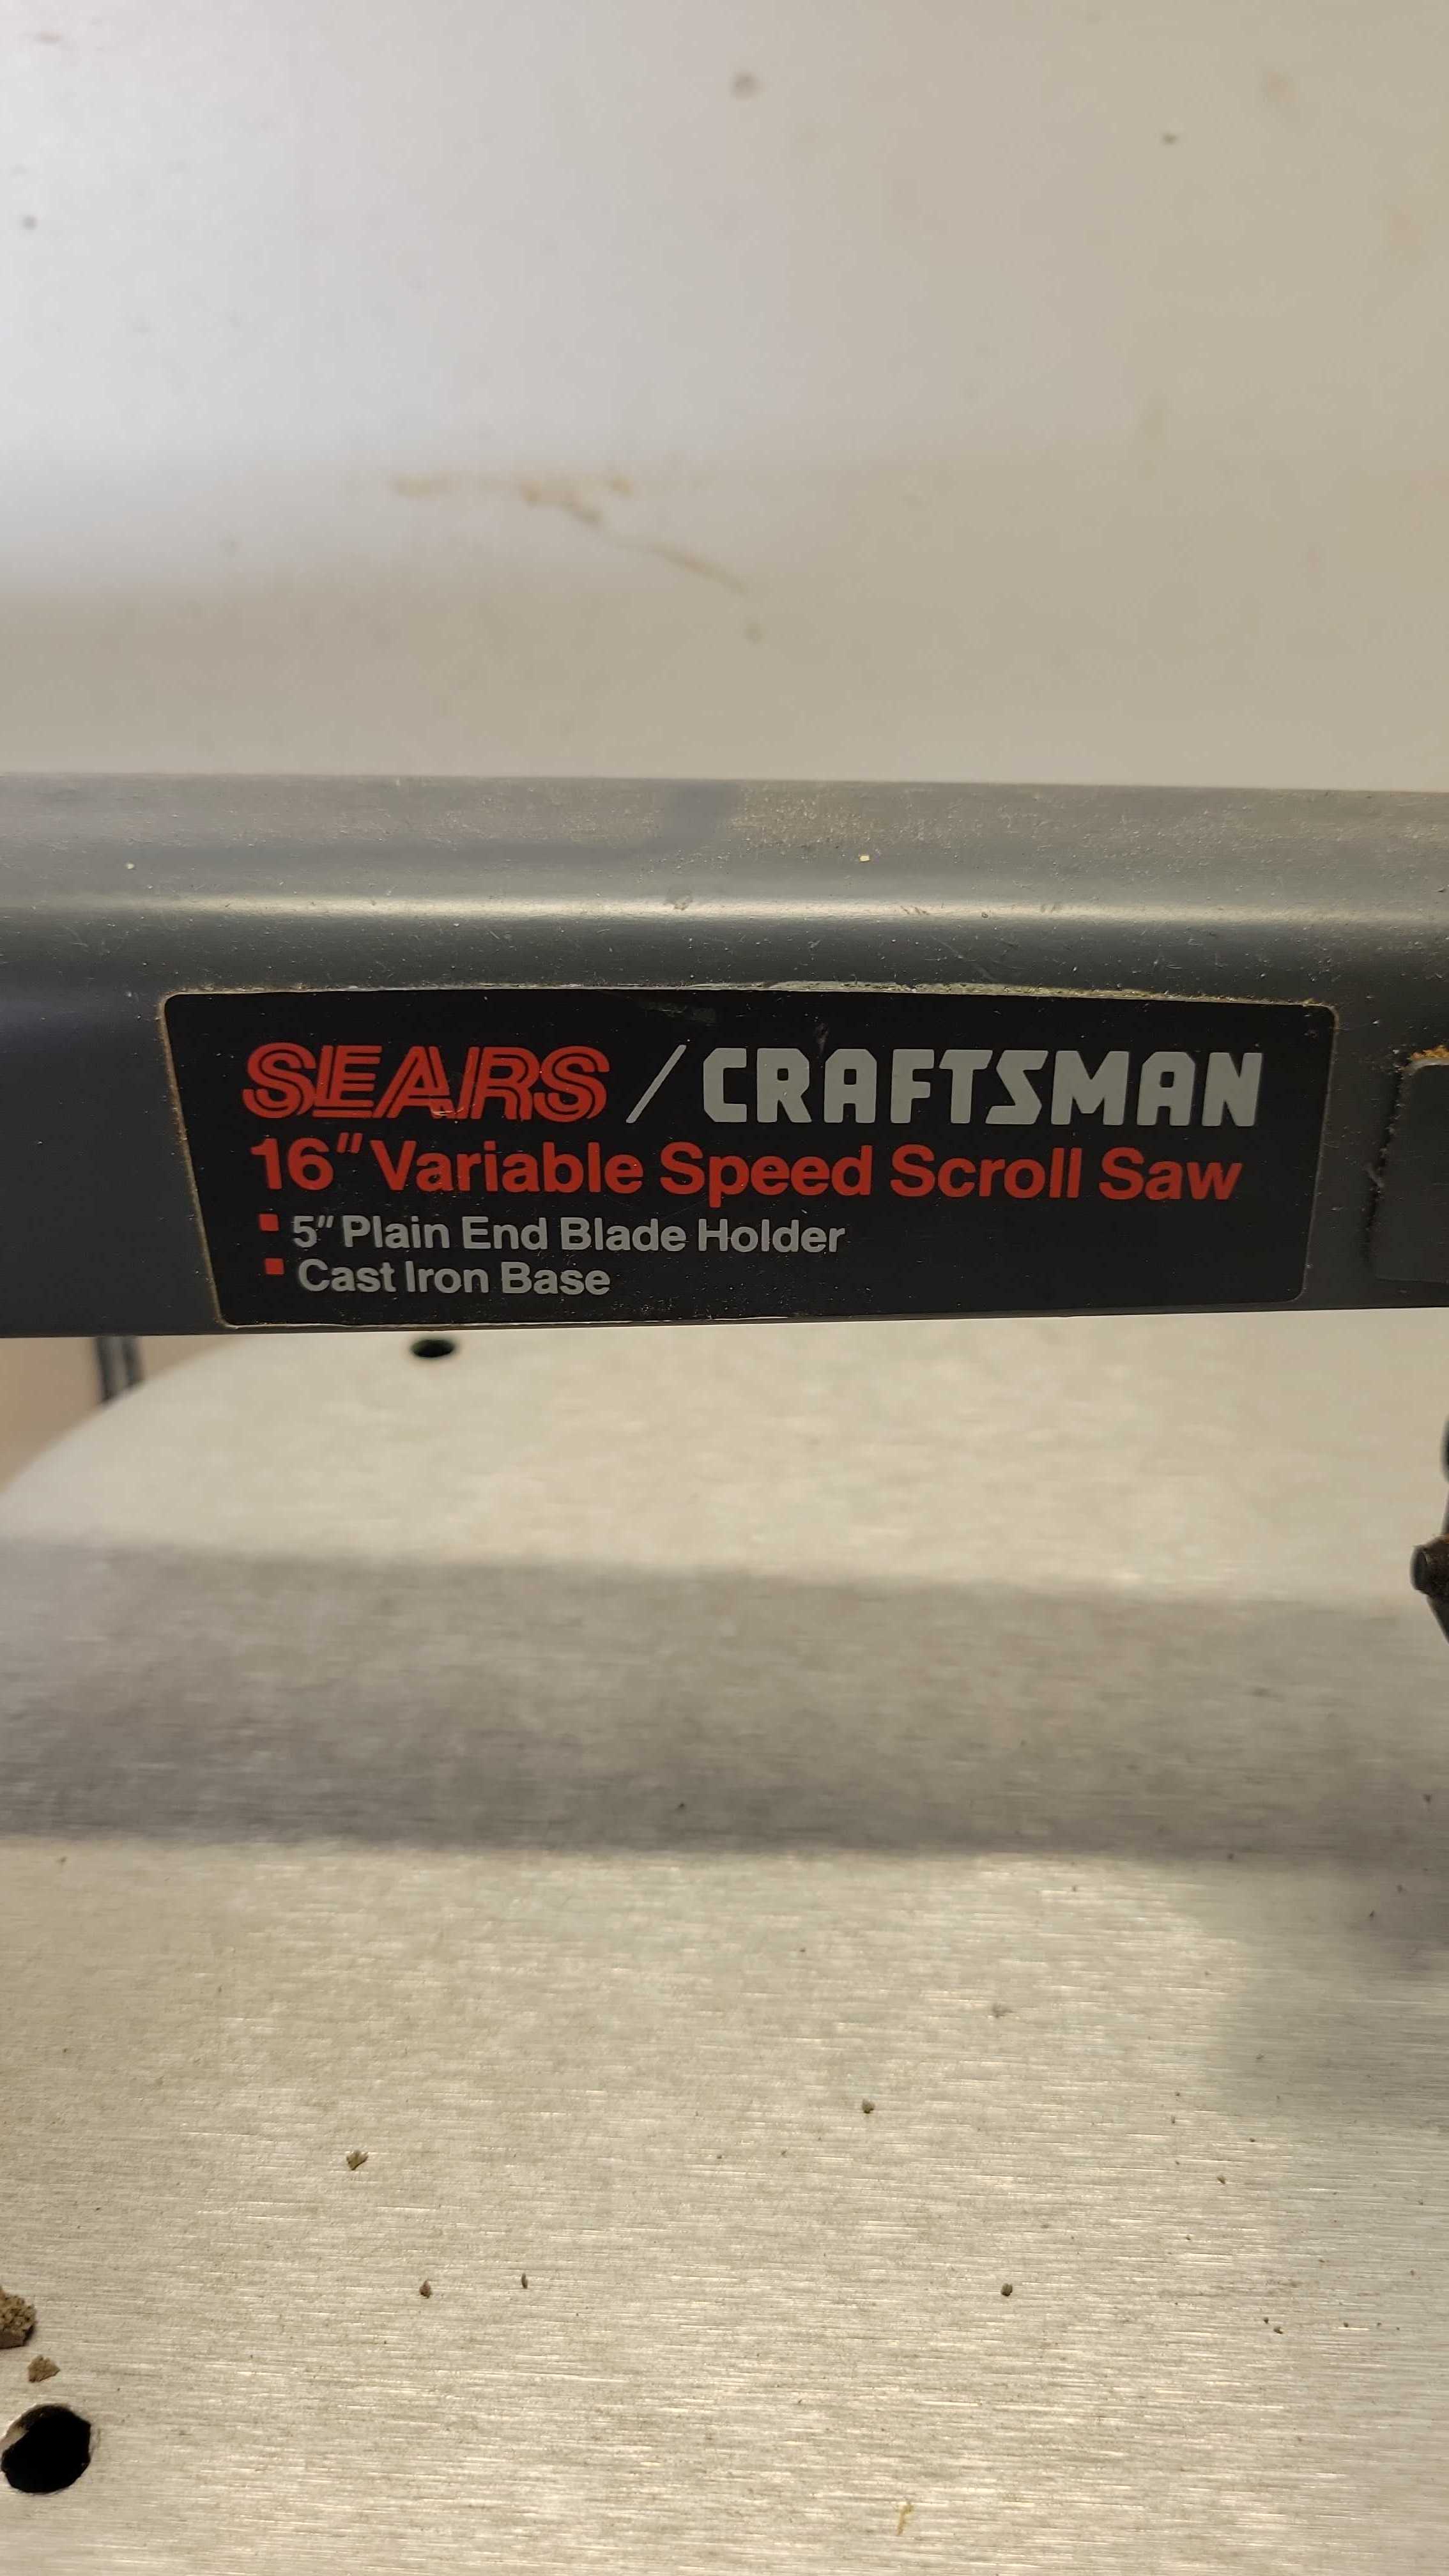 SEARS / CRAFTSMAN
16" Variable Speed Scroll Saw
▪ 5" Plain End Blade Holder
▪ Cast Iron Base